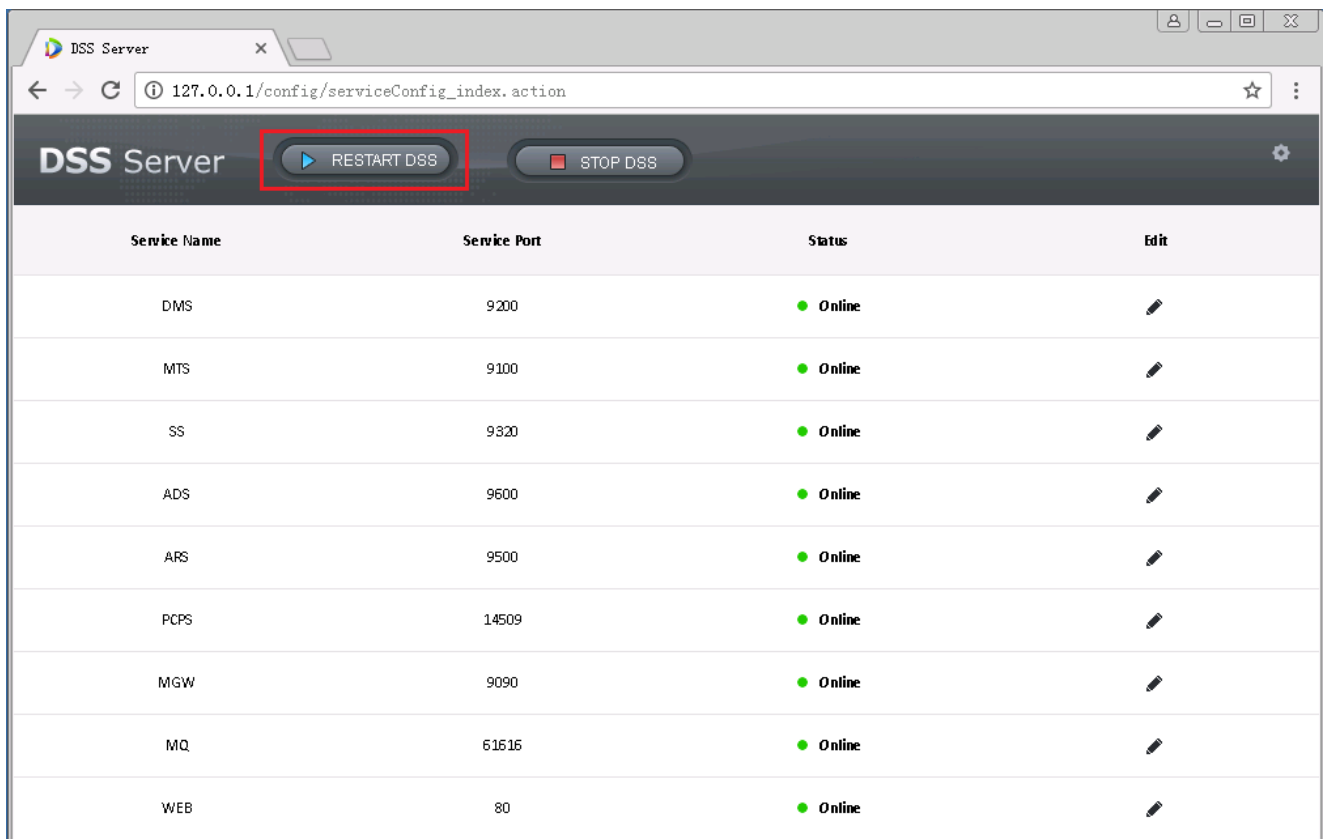 DSS Server
127.0.0.1/config/serviceConfig_index.action
DSS Server RESTART DSS STOP DSS
Service Name Service Port Status Edit
DMS 9200 Online
MTS 9100 Online
SS 9320 Online
ADS 9600 Online
ARS 9500 Online
PCPS 14509 Online
MGW 9090 Online
MQ 61616 Online
WEB 80 Online